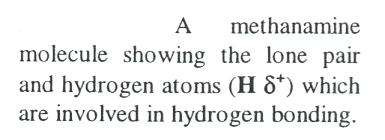 A methanamine
molecule showing the lone pair
and hydrogen atoms (H δ⁺) which
are involved in hydrogen bonding.